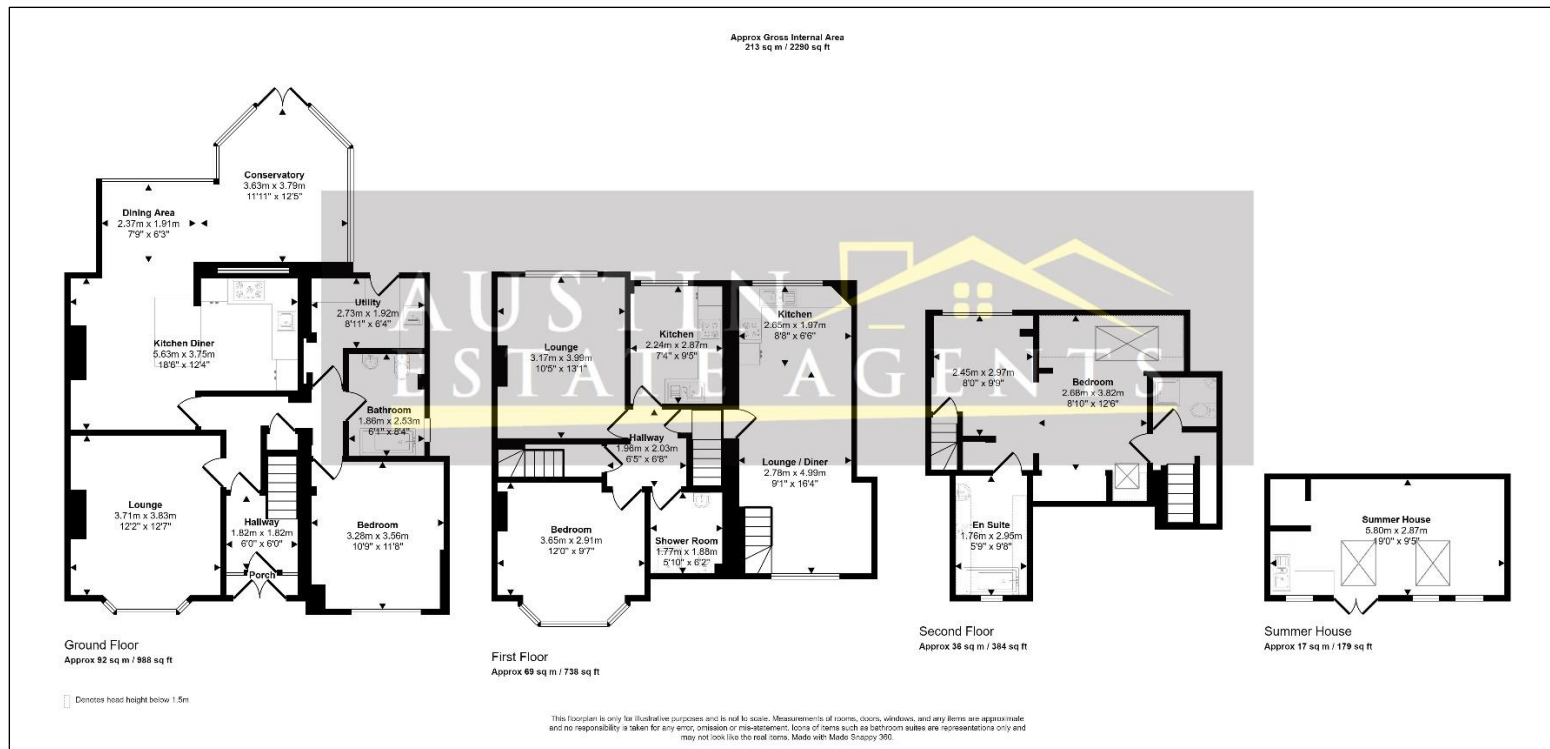 Approx Gross Internal Area
213 sq m / 2290 sq ft
Conservatory
3.63m x 3.79m
11'11" x 12'5"
Dining Area
2.37m x 1.91m
7'9" x 6'3"
Utility
2.73m x 1.92m
8'11" x 6'4"
Kitchen Diner
5.63m x 3.75m
18'6" x 12'4"
Bathroom
1.86m x 2.53m
6'1" x 8'4"
Lounge
3.71m x 3.83m
12'2" x 12'7"
Hallway
1.82m x 1.82m
6'0" x 6'0"
Porch
Bedroom
3.28m x 3.56m
10'9" x 11'8"
Ground Floor
Approx 92 sq m / 988 sq ft
Denotes head height below 1.5m
AUSTIN
ESTATE AGENTS
Lounge
3.17m x 3.99m
10'5" x 13'1"
Kitchen
2.24m x 2.87m
7'4" x 9'5"
Kitchen
2.65m x 1.97m
8'8" x 6'6"
Hallway
1.96m x 2.03m
6'5" x 6'8"
Lounge / Diner
2.78m x 4.99m
9'1" x 16'4"
Bedroom
3.65m x 2.91m
12'0" x 9'7"
Shower Room
1.77m x 1.88m
5'10" x 6'2"
First Floor
Approx 69 sq m / 738 sq ft
2.45m x 2.97m
8'0" x 9'9"
Bedroom
2.68m x 3.82m
8'10" x 12'6"
En Suite
1.76m x 2.95m
5'9" x 9'8"
Second Floor
Approx 36 sq m / 384 sq ft
Summer House
5.80m x 2.87m
19'0" x 9'5"
Summer House
Approx 17 sq m / 179 sq ft
This floorplan is only for illustrative purposes and is not to scale. Measurements of rooms, doors, windows, and any items are approximate
and no responsibility is taken for any error, omission or mis-statement. Icons of items such as bathroom suites are representations only and
may not look like the real items. Made with Made Snappy 360.